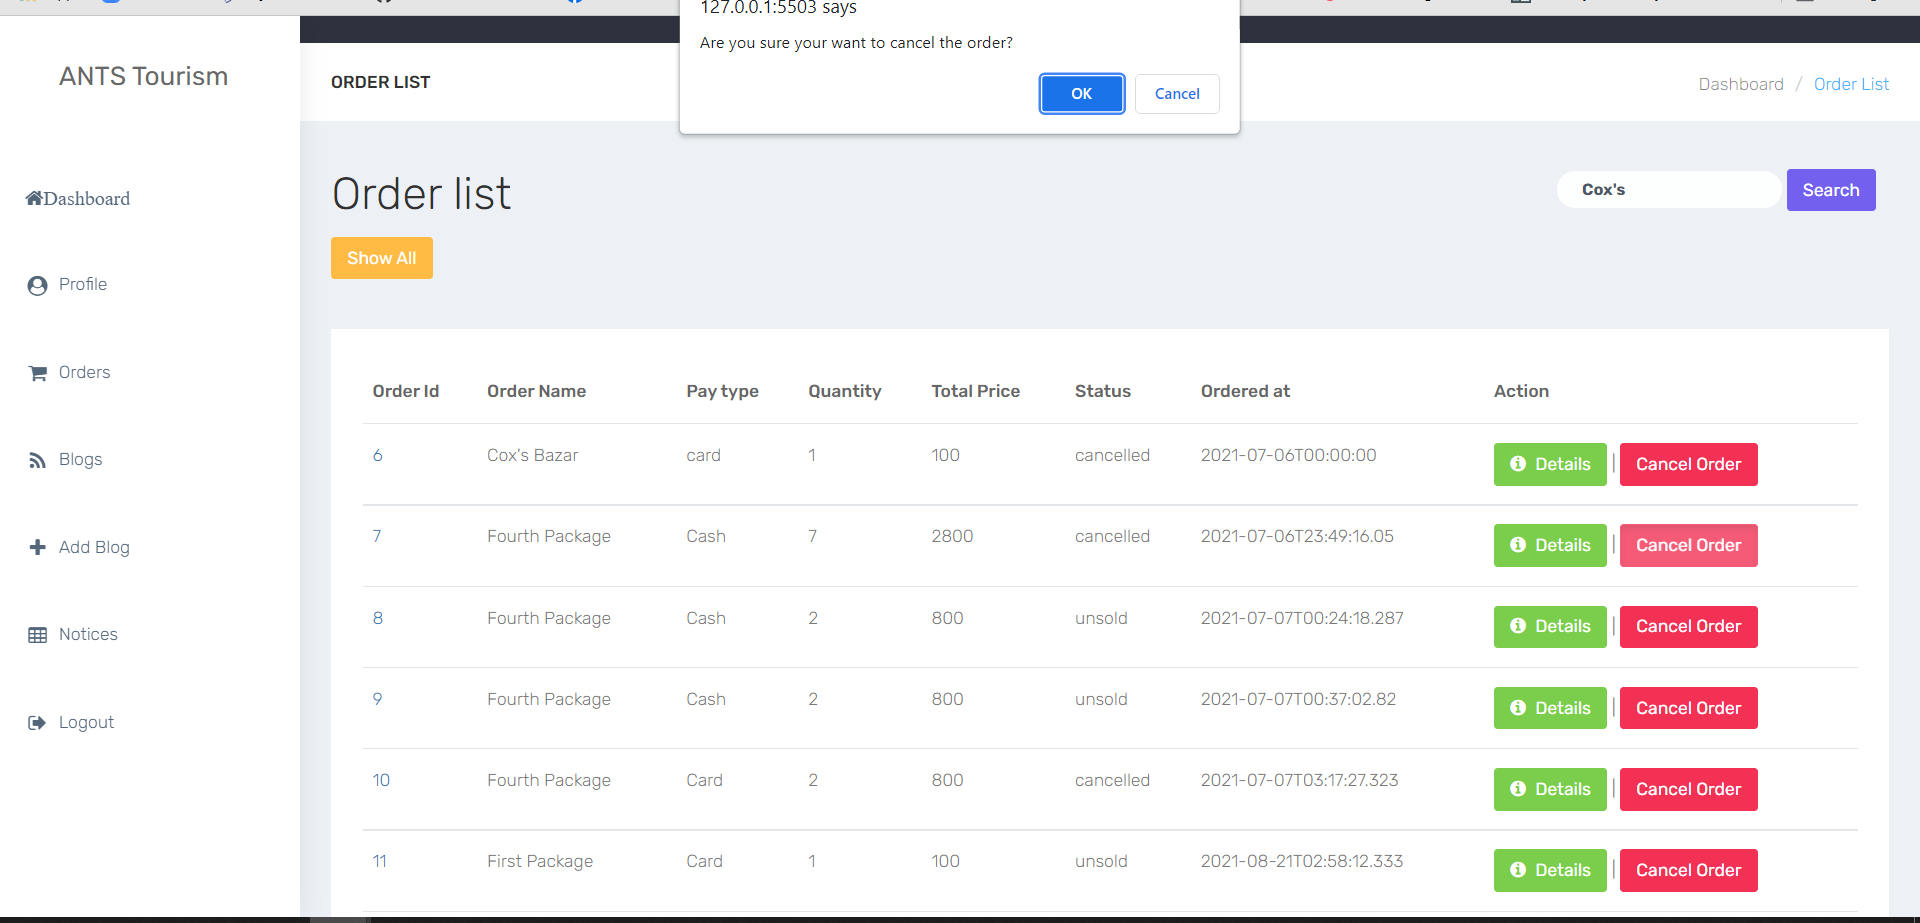 127.0.0.1:5503 says
Are you sure your want to cancel the order?
OK Cancel
ANTS Tourism
Dashboard
Profile
Orders
Blogs
Add Blog
Notices
Logout
ORDER LIST
Dashboard / Order List
Order list
Cox's Search
Show All
Order Id Order Name Pay type Quantity Total Price Status Ordered at Action
6 Cox's Bazar card 1 100 cancelled 2021-07-06T00:00:00 Details | Cancel Order
7 Fourth Package Cash 7 2800 cancelled 2021-07-06T23:49:16.05 Details | Cancel Order
8 Fourth Package Cash 2 800 unsold 2021-07-07T00:24:18.287 Details | Cancel Order
9 Fourth Package Cash 2 800 unsold 2021-07-07T00:37:02.82 Details | Cancel Order
10 Fourth Package Card 2 800 cancelled 2021-07-07T03:17:27.323 Details | Cancel Order
11 First Package Card 1 100 unsold 2021-08-21T02:58:12.333 Details | Cancel Order